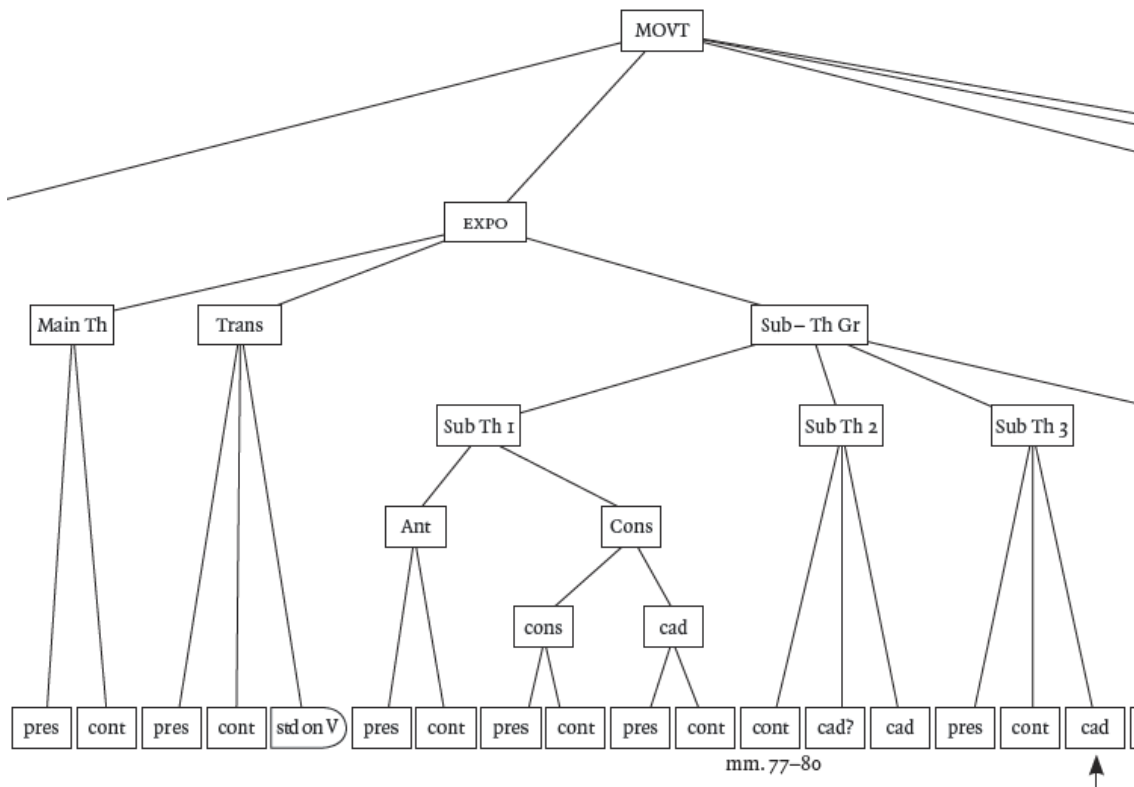 MOVT
EXPO
Main Th Trans Sub– Th Gr
Sub Th 1 Sub Th 2 Sub Th 3
Ant Cons
cons cad
pres cont pres cont std on V pres cont pres cont pres cont cont cad? cad pres cont cad
mm. 77–80